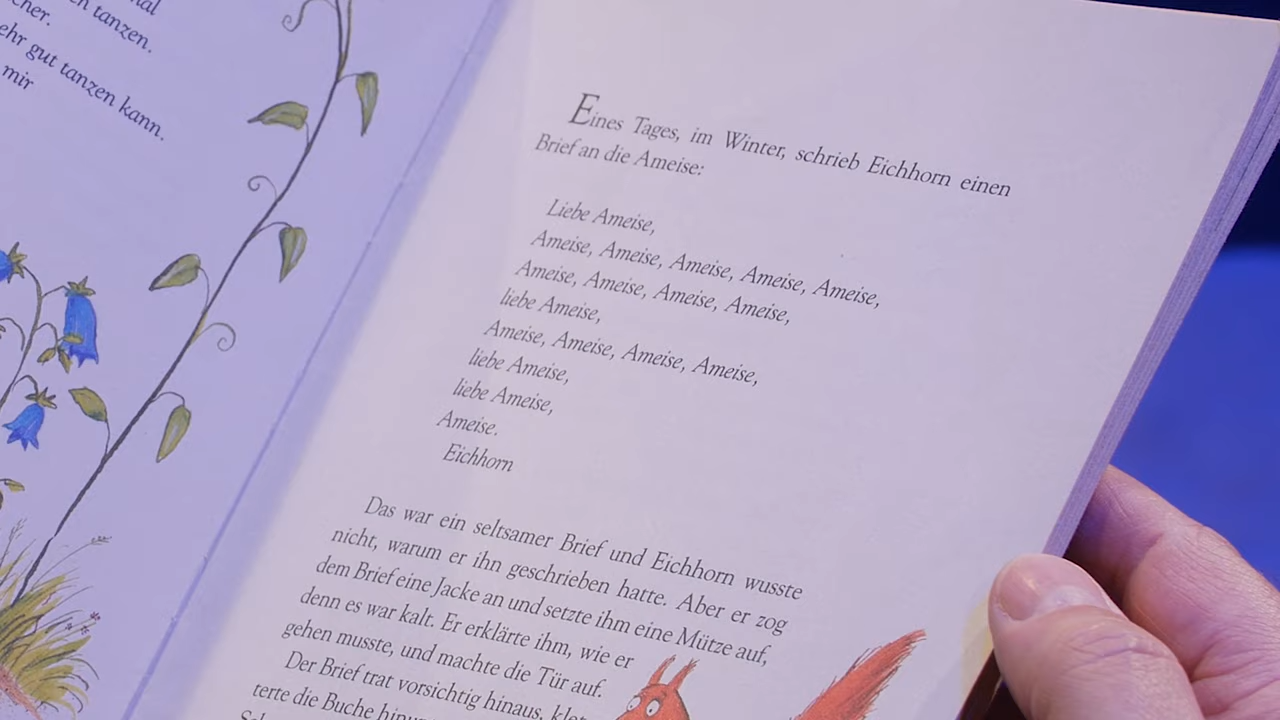 tanzen.
ehr gut tanzen kann.
mir
Eines Tages, im Winter, schrieb Eichhorn einen
Brief an die Ameise:
Liebe Ameise,
Ameise, Ameise, Ameise, Ameise, Ameise,
Ameise, Ameise, Ameise, Ameise,
liebe Ameise,
Ameise, Ameise, Ameise, Ameise,
liebe Ameise,
liebe Ameise,
Ameise.
Eichhorn
Das war ein seltsamer Brief und Eichhorn wusste
nicht, warum er ihn geschrieben hatte. Aber er zog
dem Brief eine Jacke an und setzte ihm eine Mütze auf,
denn es war kalt. Er erklärte ihm, wie er
gehen musste, und machte die Tür auf.
Der Brief trat vorsichtig hinaus, klet-
terte die Buche